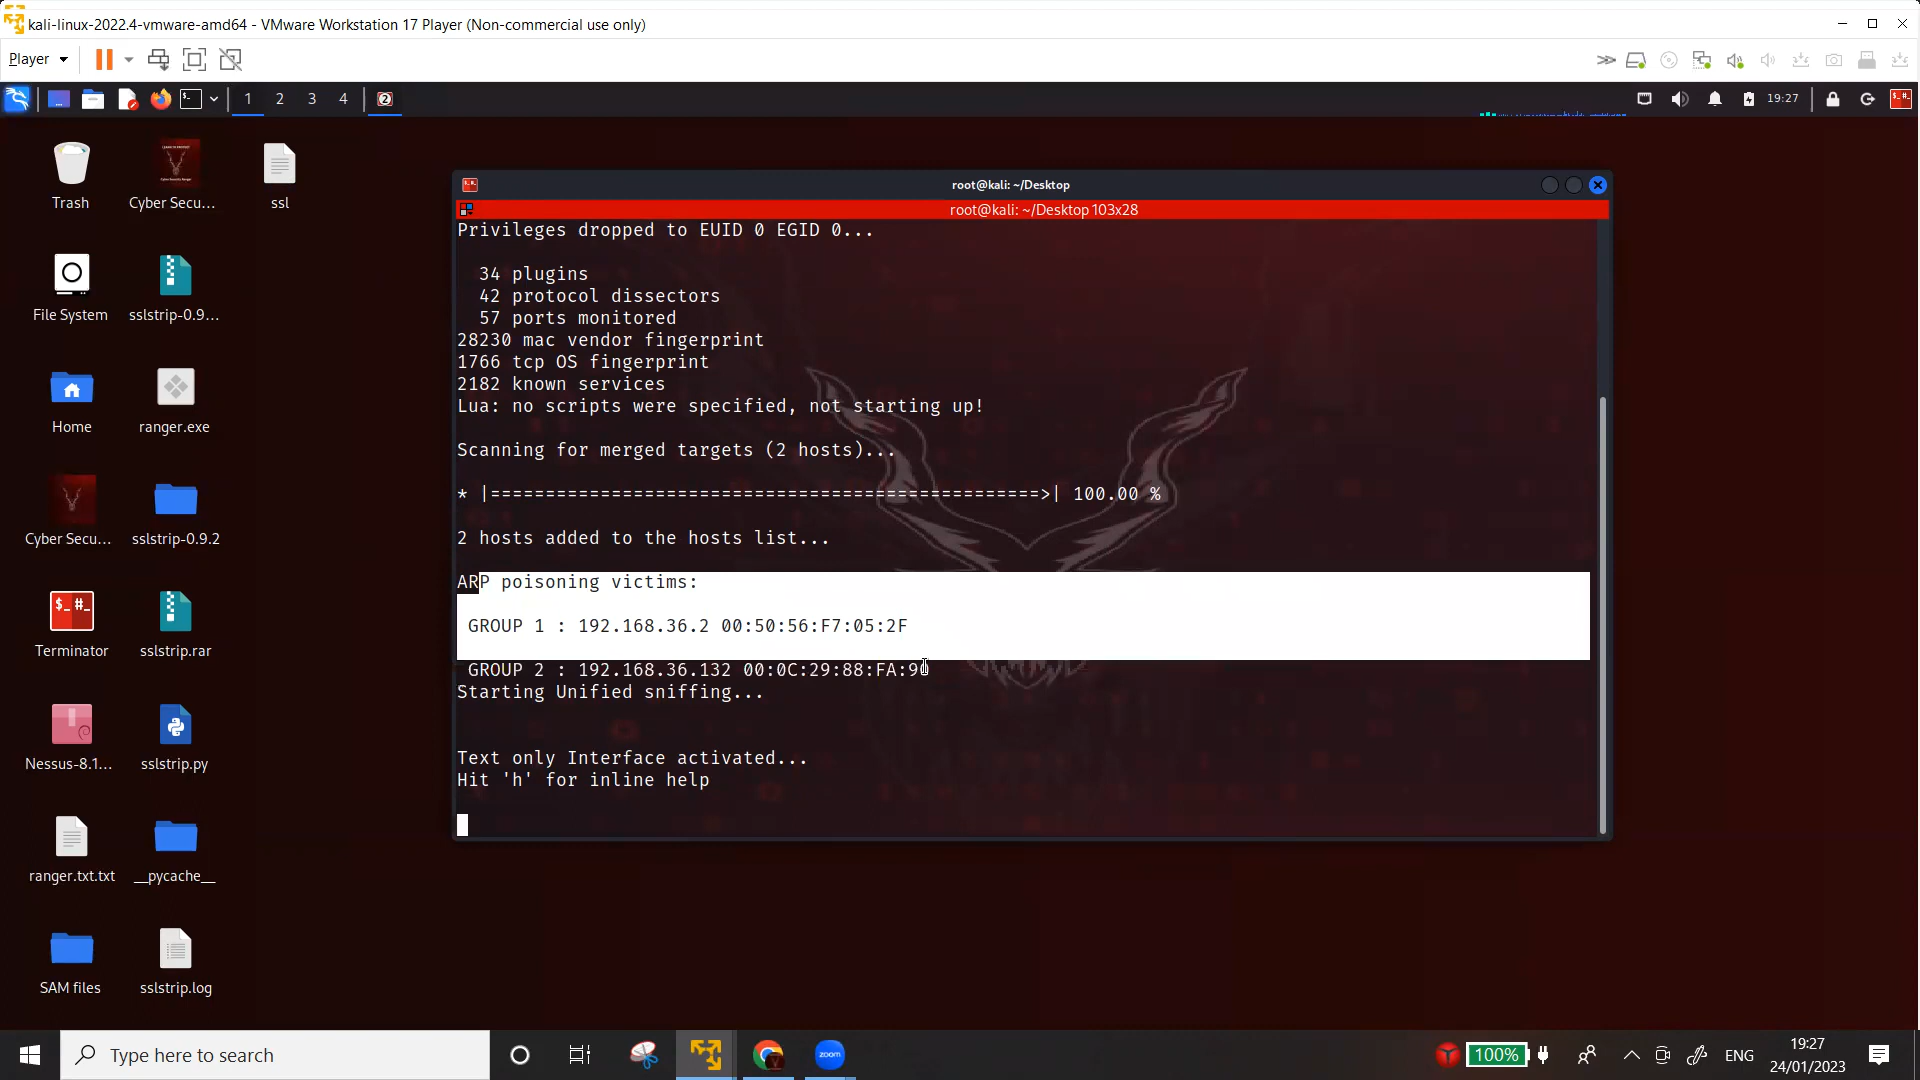 kali-linux-2022.4-vmware-amd64 - VMware Workstation 17 Player (Non-commercial use only)
Player
1 2 3 4
19:27
Trash
Cyber Secu...
ssl
File System
sslstrip-0.9...
Home
ranger.exe
Cyber Secu...
sslstrip-0.9.2
Terminator
sslstrip.rar
Nessus-8.1...
sslstrip.py
ranger.txt.txt
__pycache__
SAM files
sslstrip.log
root@kali: ~/Desktop
root@kali: ~/Desktop 103x28
Privileges dropped to EUID 0 EGID 0...
34 plugins
42 protocol dissectors
57 ports monitored
28230 mac vendor fingerprint
1766 tcp OS fingerprint
2182 known services
Lua: no scripts were specified, not starting up!
Scanning for merged targets (2 hosts)...
* |==================================================>| 100.00 %
2 hosts added to the hosts list...
ARP poisoning victims:
GROUP 1 : 192.168.36.2 00:50:56:F7:05:2F
GROUP 2 : 192.168.36.132
Starting Unified sniffing...
Text only Interface activated...
Hit 'h' for inline help
Type here to search
zoom
100%
ENG
19:27
24/01/2023